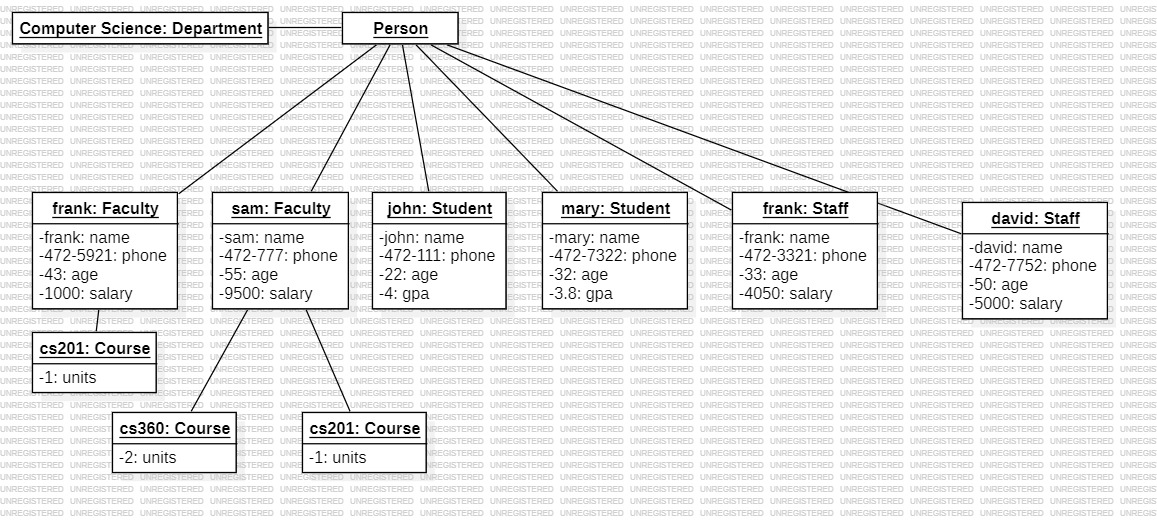 Computer Science: Department
Person
frank: Faculty
-frank: name
-472-5921: phone
-43: age
-1000: salary
sam: Faculty
-sam: name
-472-777: phone
-55: age
-9500: salary
john: Student
-john: name
-472-111: phone
-22: age
-4: gpa
mary: Student
-mary: name
-472-7322: phone
-32: age
-3.8: gpa
frank: Staff
-frank: name
-472-3321: phone
-33: age
-4050: salary
david: Staff
-david: name
-472-7752: phone
-50: age
-5000: salary
cs201: Course
-1: units
cs360: Course
-2: units
cs201: Course
-1: units
UNREGISTERED